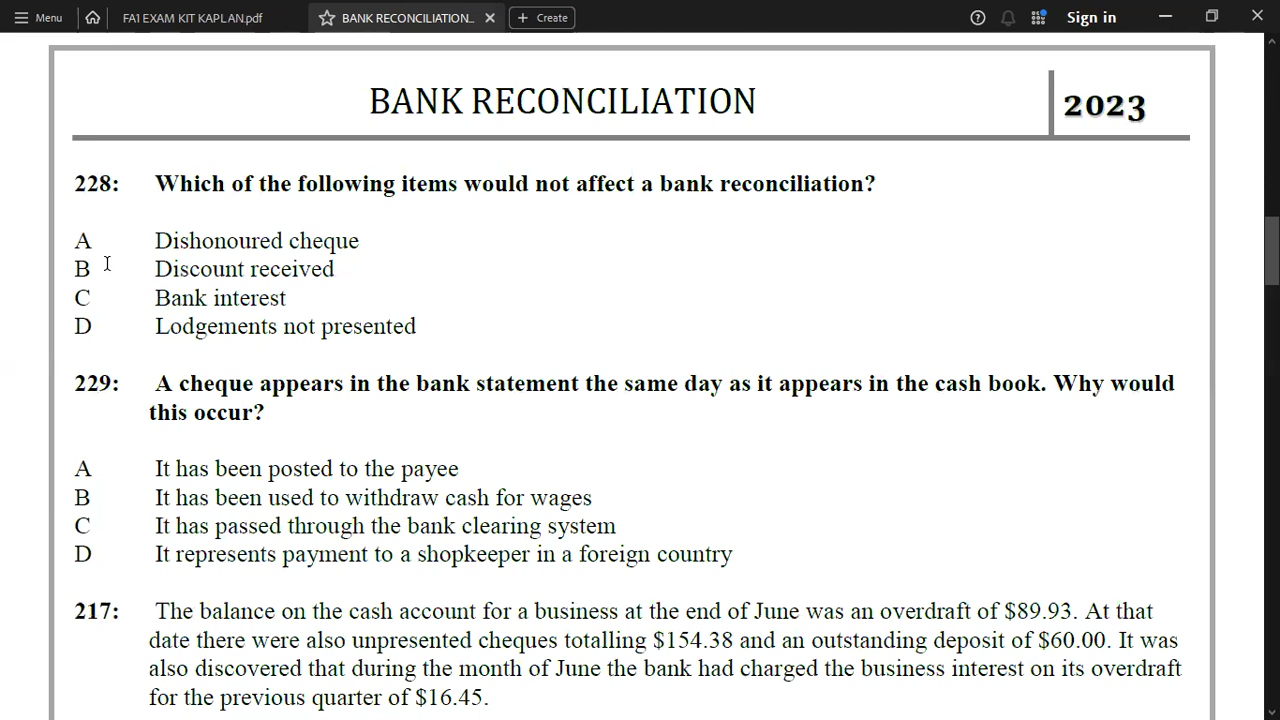 Menu
FA1 EXAM KIT KAPLAN.pdf
BANK RECONCILIATION...
Create
Sign in
BANK RECONCILIATION
2023
228: Which of the following items would not affect a bank reconciliation?
A Dishonoured cheque
B Discount received
C Bank interest
D Lodgements not presented
229: A cheque appears in the bank statement the same day as it appears in the cash book. Why would
this occur?
A It has been posted to the payee
B It has been used to withdraw cash for wages
C It has passed through the bank clearing system
D It represents payment to a shopkeeper in a foreign country
217: The balance on the cash account for a business at the end of June was an overdraft of $89.93. At that
date there were also unpresented cheques totalling $154.38 and an outstanding deposit of $60.00. It was
also discovered that during the month of June the bank had charged the business interest on its overdraft
for the previous quarter of $16.45.